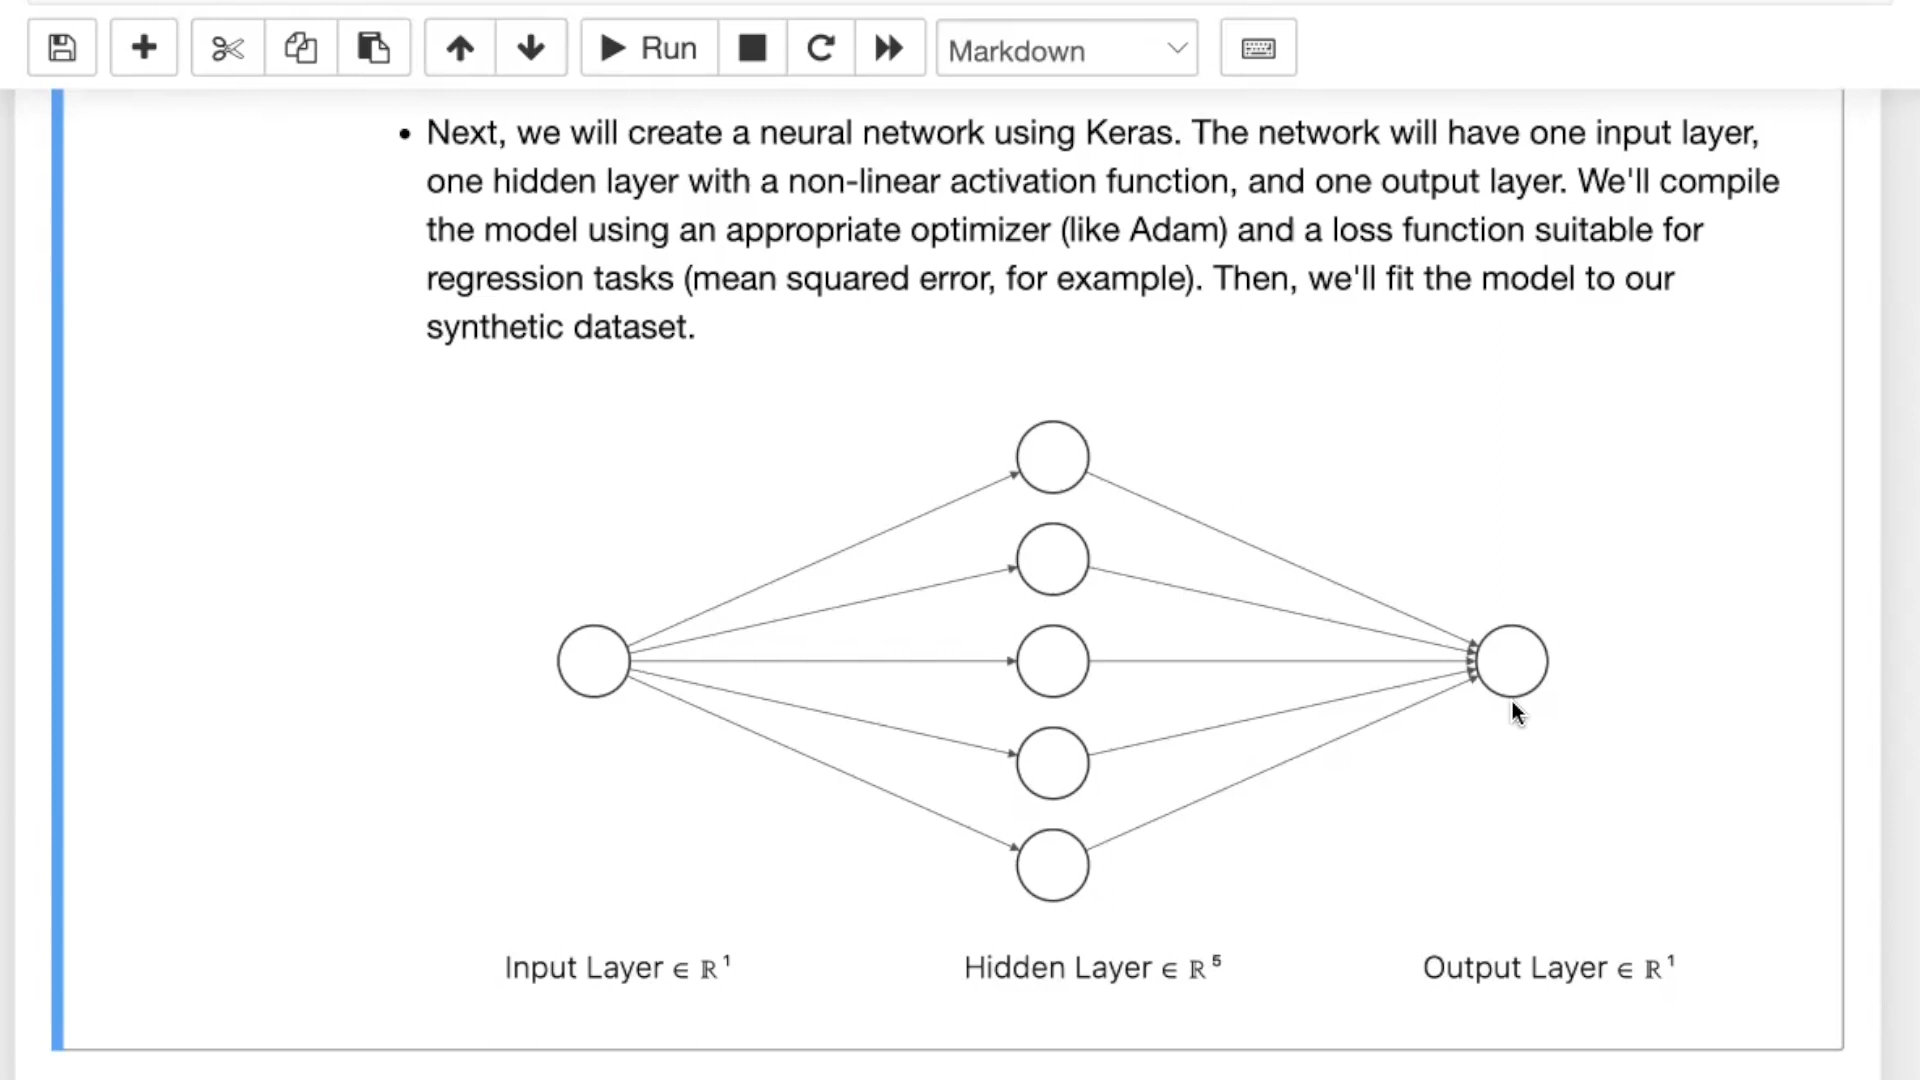 Run
Markdown
Next, we will create a neural network using Keras. The network will have one input layer,
one hidden layer with a non-linear activation function, and one output layer. We'll compile
the model using an appropriate optimizer (like Adam) and a loss function suitable for
regression tasks (mean squared error, for example). Then, we'll fit the model to our
synthetic dataset.
Input Layer ∈ ℝ¹
Hidden Layer ∈ ℝ⁵
Output Layer ∈ ℝ¹